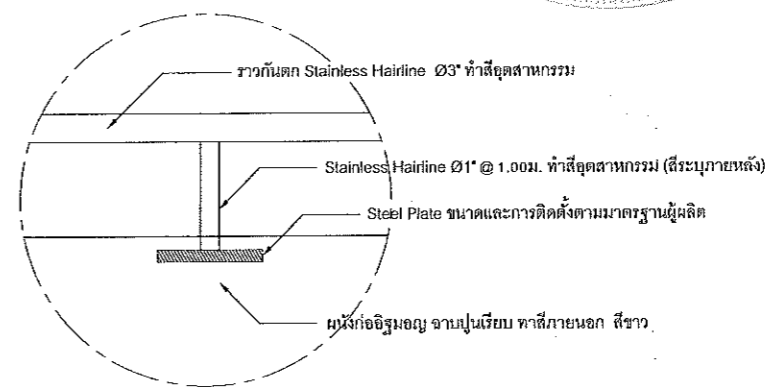 ราวกันตก Stainless Hairline Ø3" ทำสีอุตสาหกรรม
Stainless Hairline Ø1" @ 1.00ม. ทำสีอุตสาหกรรม (สีระบุภายหลัง)
Steel Plate ขนาดและการติดตั้งตามมาตรฐานผู้ผลิต
ผนังก่ออิฐมอญ ฉาบปูนเรียบ ทาสีภายนอก สีขาว